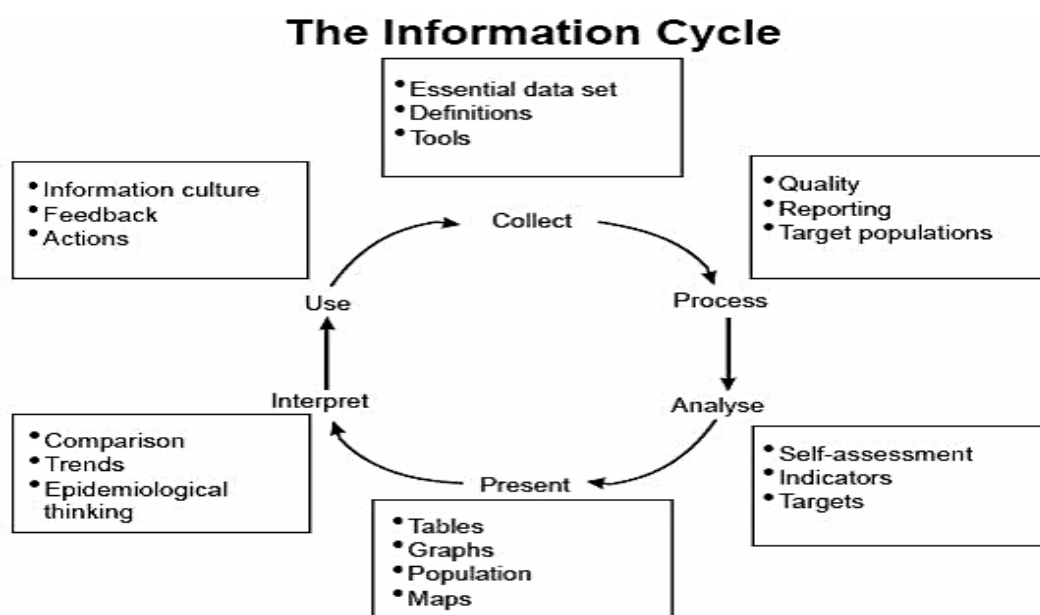 The Information Cycle
• Essential data set
• Definitions
• Tools
• Information culture
• Feedback
• Actions
• Quality
• Reporting
• Target populations
Collect
Use
Process
Interpret
Analyse
Present
• Comparison
• Trends
• Epidemiological
thinking
• Self-assessment
• Indicators
• Targets
• Tables
• Graphs
• Population
• Maps